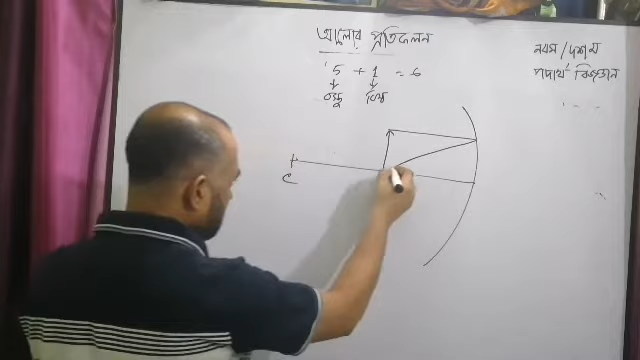 আলোর প্রতিফলন
5 + 1 = 6
বস্তু বিম্ব
নবম/দশম
পদার্থ বিজ্ঞান
C